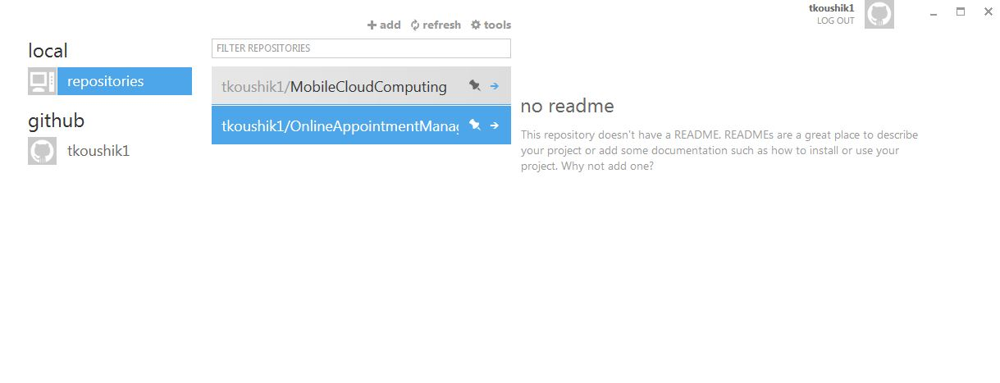 tkoushik1
LOG OUT
add refresh tools
local
FILTER REPOSITORIES
repositories
tkoushik1/MobileCloudComputing
github
no readme
tkoushik1/OnlineAppointmentManag
This repository doesn't have a README. READMEs are a great place to describe
your project or add some documentation such as how to install or use your
project. Why not add one?
tkoushik1